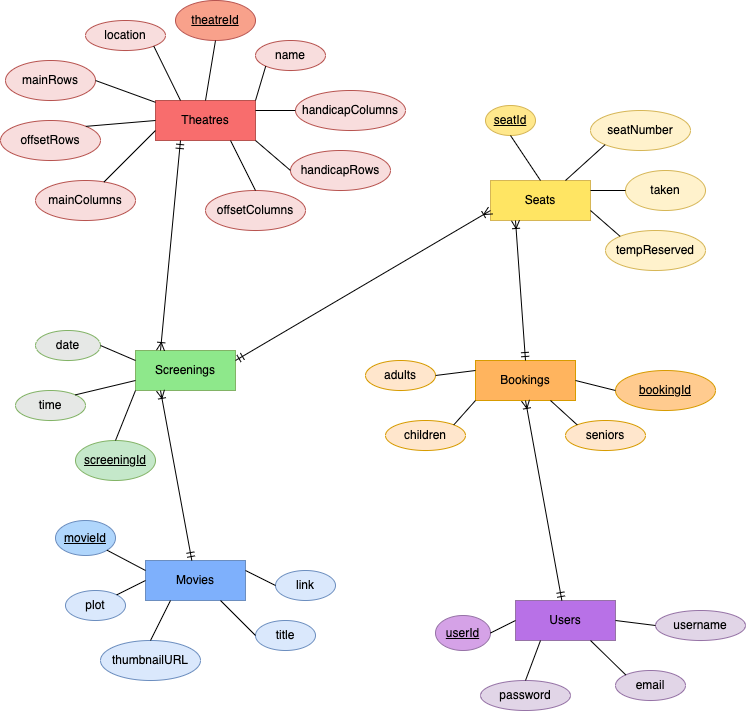 theatreId
location
name
mainRows
handicapColumns
Theatres
offsetRows
handicapRows
mainColumns
offsetColumns
seatId
seatNumber
Seats
taken
tempReserved
date
Screenings
time
screeningId
adults
Bookings
bookingId
children
seniors
movieId
Movies
link
plot
title
thumbnailURL
Users
username
userId
email
password